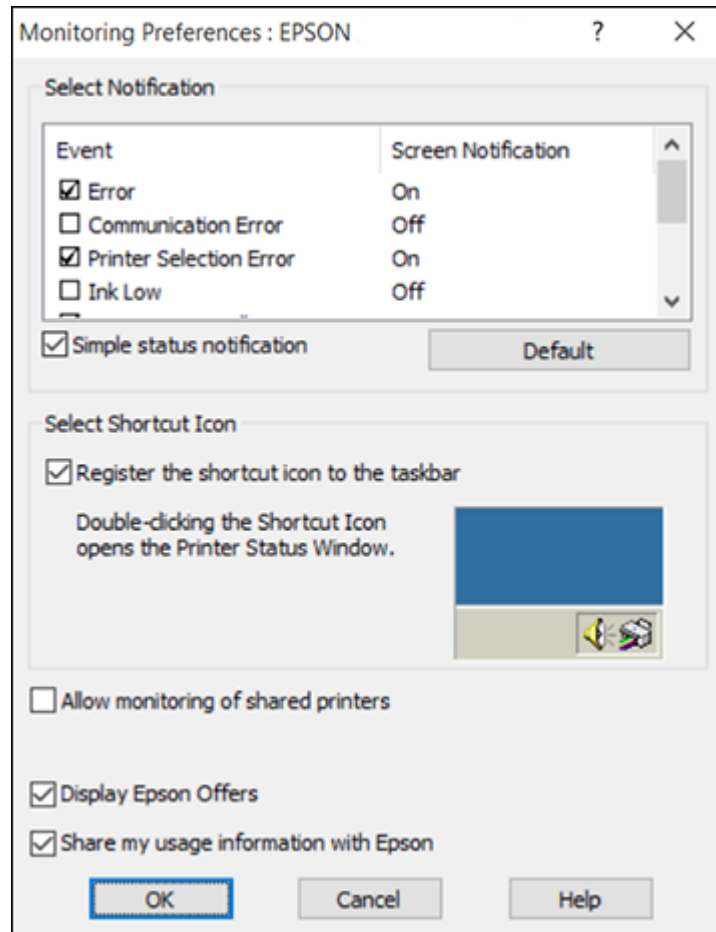 Monitoring Preferences : EPSON ? ×
Select Notification
Event Screen Notification
Error On
Communication Error Off
Printer Selection Error On
Ink Low Off
Simple status notification
Default
Select Shortcut Icon
Register the shortcut icon to the taskbar
Double-clicking the Shortcut Icon
opens the Printer Status Window.
Allow monitoring of shared printers
Display Epson Offers
Share my usage information with Epson
OK Cancel Help